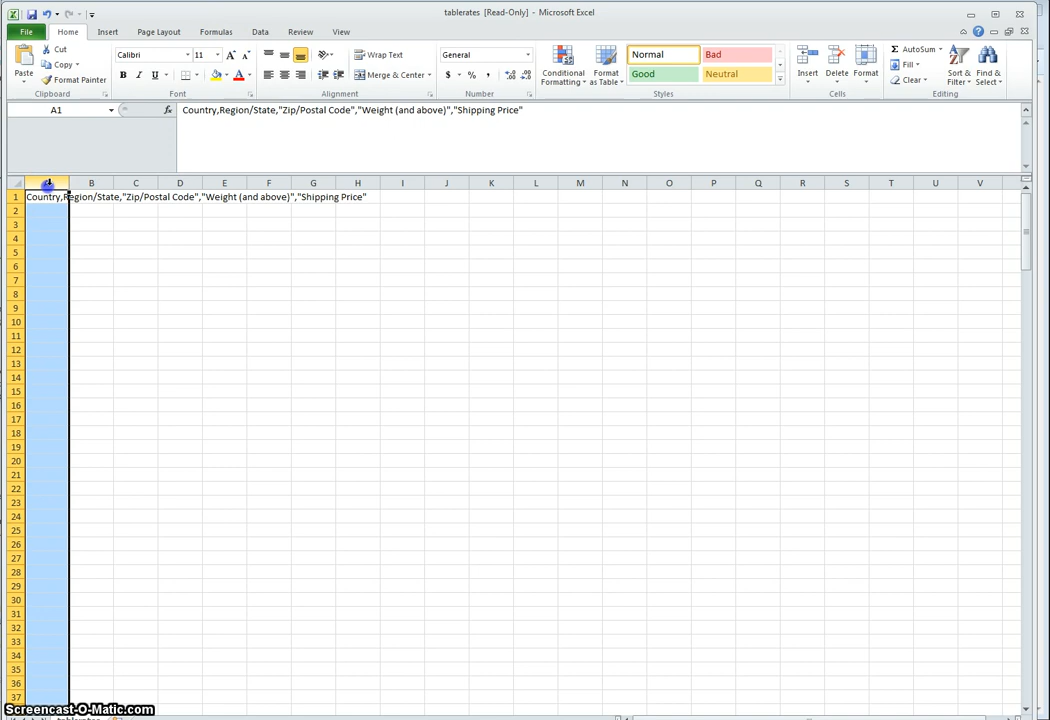 tablerates [Read-Only] - Microsoft Excel
File Home Insert Page Layout Formulas Data Review View
Paste
Cut
Copy
Format Painter
Clipboard
Calibri 11
B I U
Font
Wrap Text
Merge & Center
Alignment
General
$ % ,
Number
Conditional Formatting
Format as Table
Normal Bad
Good Neutral
Styles
Insert Delete Format
Cells
AutoSum
Fill
Clear
Sort & Filter
Find & Select
Editing
A1
fx
Country,Region/State,"Zip/Postal Code","Weight (and above)","Shipping Price"
B C D E F G H I J K L M N O P Q R S T U V
1 Country,Region/State,"Zip/Postal Code","Weight (and above)","Shipping Price"
2
3
4
5
6
7
8
9
10
11
12
13
14
15
16
17
18
19
20
21
22
23
24
25
26
27
28
29
30
31
32
33
34
35
36
37
Screencast-O-Matic.com